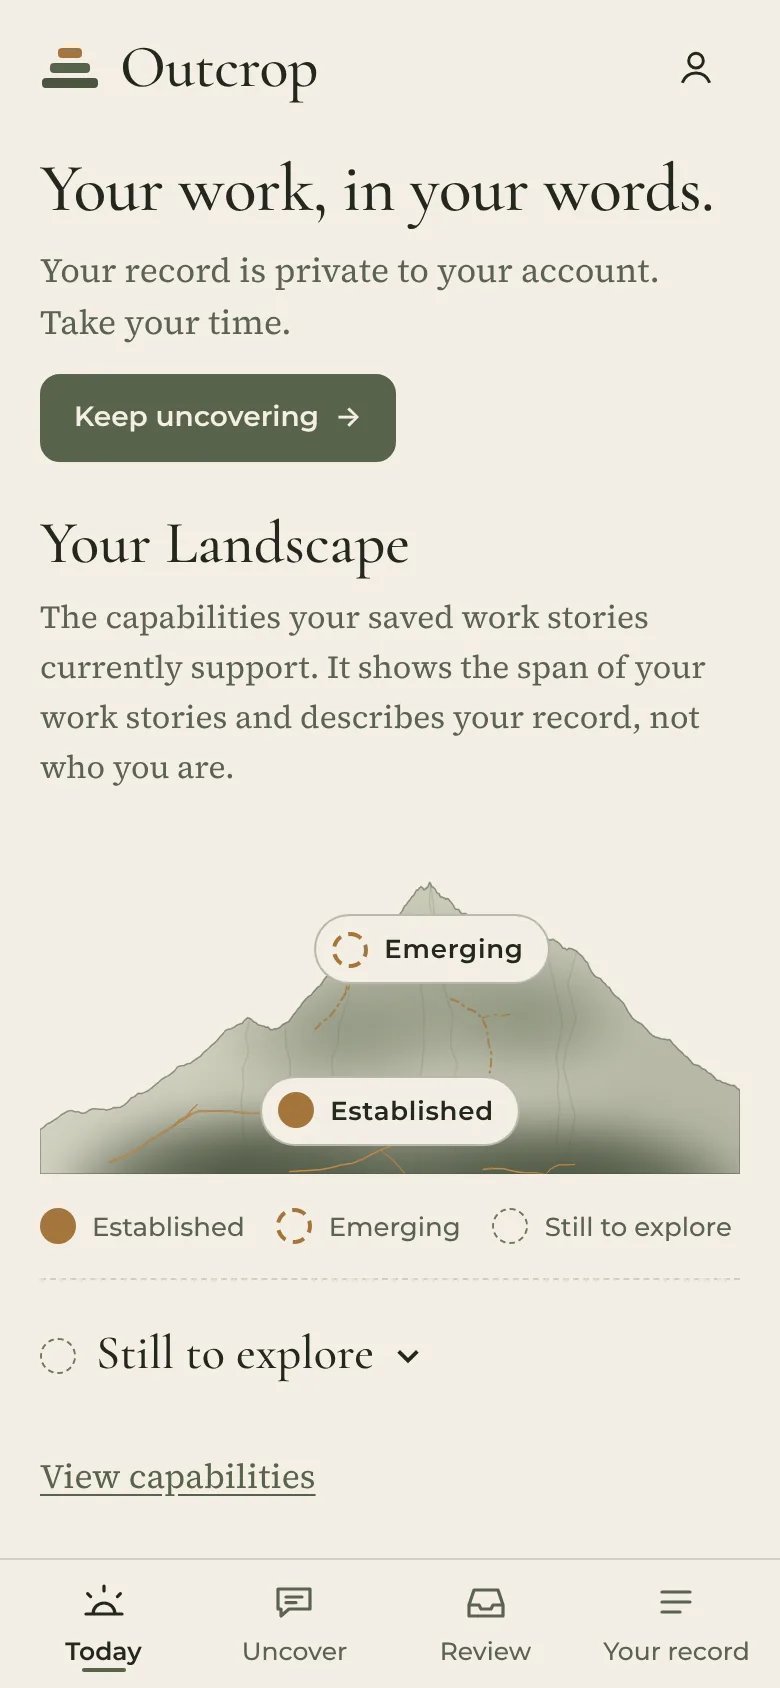 Outcrop
Your work, in your words.
Your record is private to your account.
Take your time.
Keep uncovering →
Your Landscape
The capabilities your saved work stories
currently support. It shows the span of your
work stories and describes your record, not
who you are.
Emerging
Established
Established Emerging Still to explore
Still to explore
View capabilities
Today Uncover Review Your record